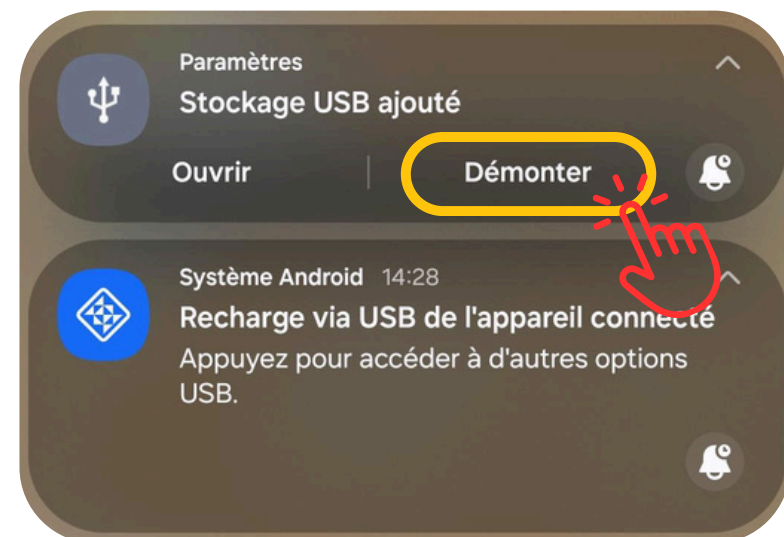 Paramètres
Stockage USB ajouté
Ouvrir
Démonter
Système Android 14:28
Recharge via USB de l'appareil connecté
Appuyez pour accéder à d'autres options
USB.